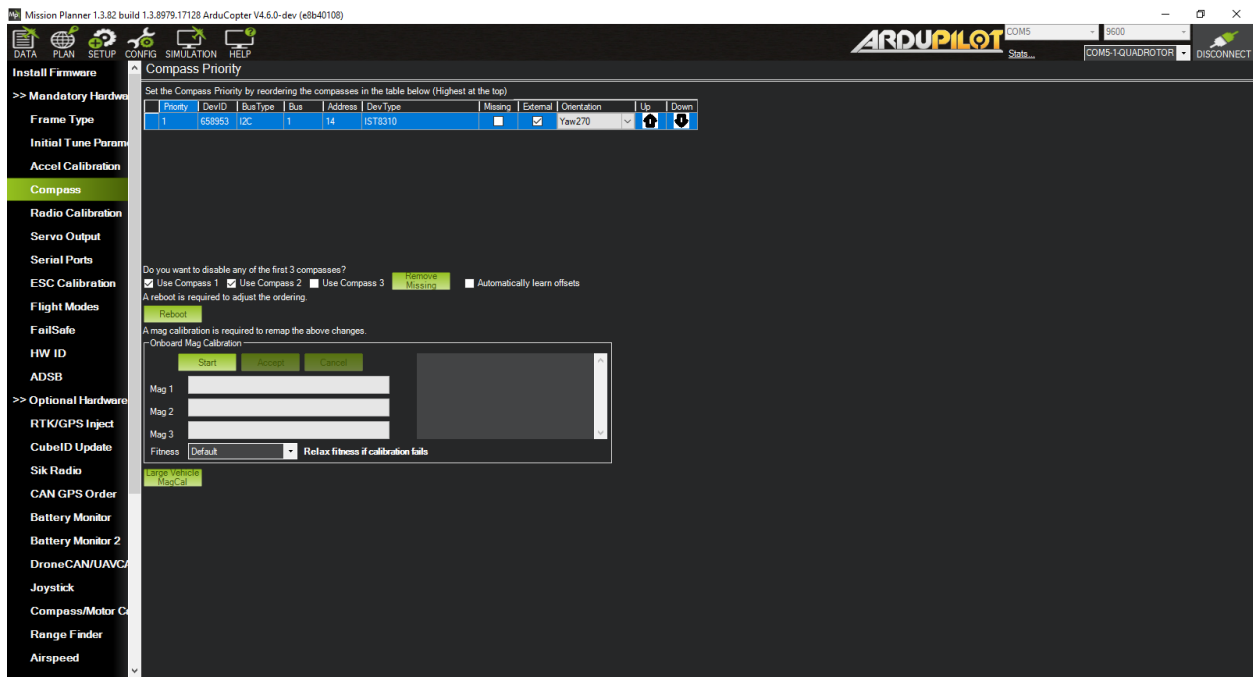 Mission Planner 1.3.82 build 1.3.8979.17128 ArduCopter V4.6.0-dev (e8b40108)
DATA PLAN SETUP CONFIG SIMULATION HELP
ARDUPILOT
COM5 9600
Stats... COM5-1-QUADROTOR DISCONNECT
Install Firmware
>> Mandatory Hardwa
Frame Type
Initial Tune Param
Accel Calibration
Compass
Radio Calibration
Servo Output
Serial Ports
ESC Calibration
Flight Modes
FailSafe
HW ID
ADSB
>> Optional Hardware
RTK/GPS Inject
CubeID Update
Sik Radio
CAN GPS Order
Battery Monitor
Battery Monitor 2
DroneCAN/UAVCA
Joystick
Compass/Motor Ca
Range Finder
Airspeed
Compass Priority
Set the Compass Priority by reordering the compasses in the table below (Highest at the top)
Priority DevID BusType Bus Address DevType Missing External Orientation Up Down
1 658953 I2C 1 14 IST8310 Yaw270
Do you want to disable any of the first 3 compasses?
Use Compass 1 Use Compass 2 Use Compass 3 Remove Missing Automatically learn offsets
A reboot is required to adjust the ordering.
Reboot
A mag calibration is required to remap the above changes.
Onboard Mag Calibration
Start Accept Cancel
Mag 1
Mag 2
Mag 3
Fitness Default Relax fitness if calibration fails
Large Vehicle
MagCal